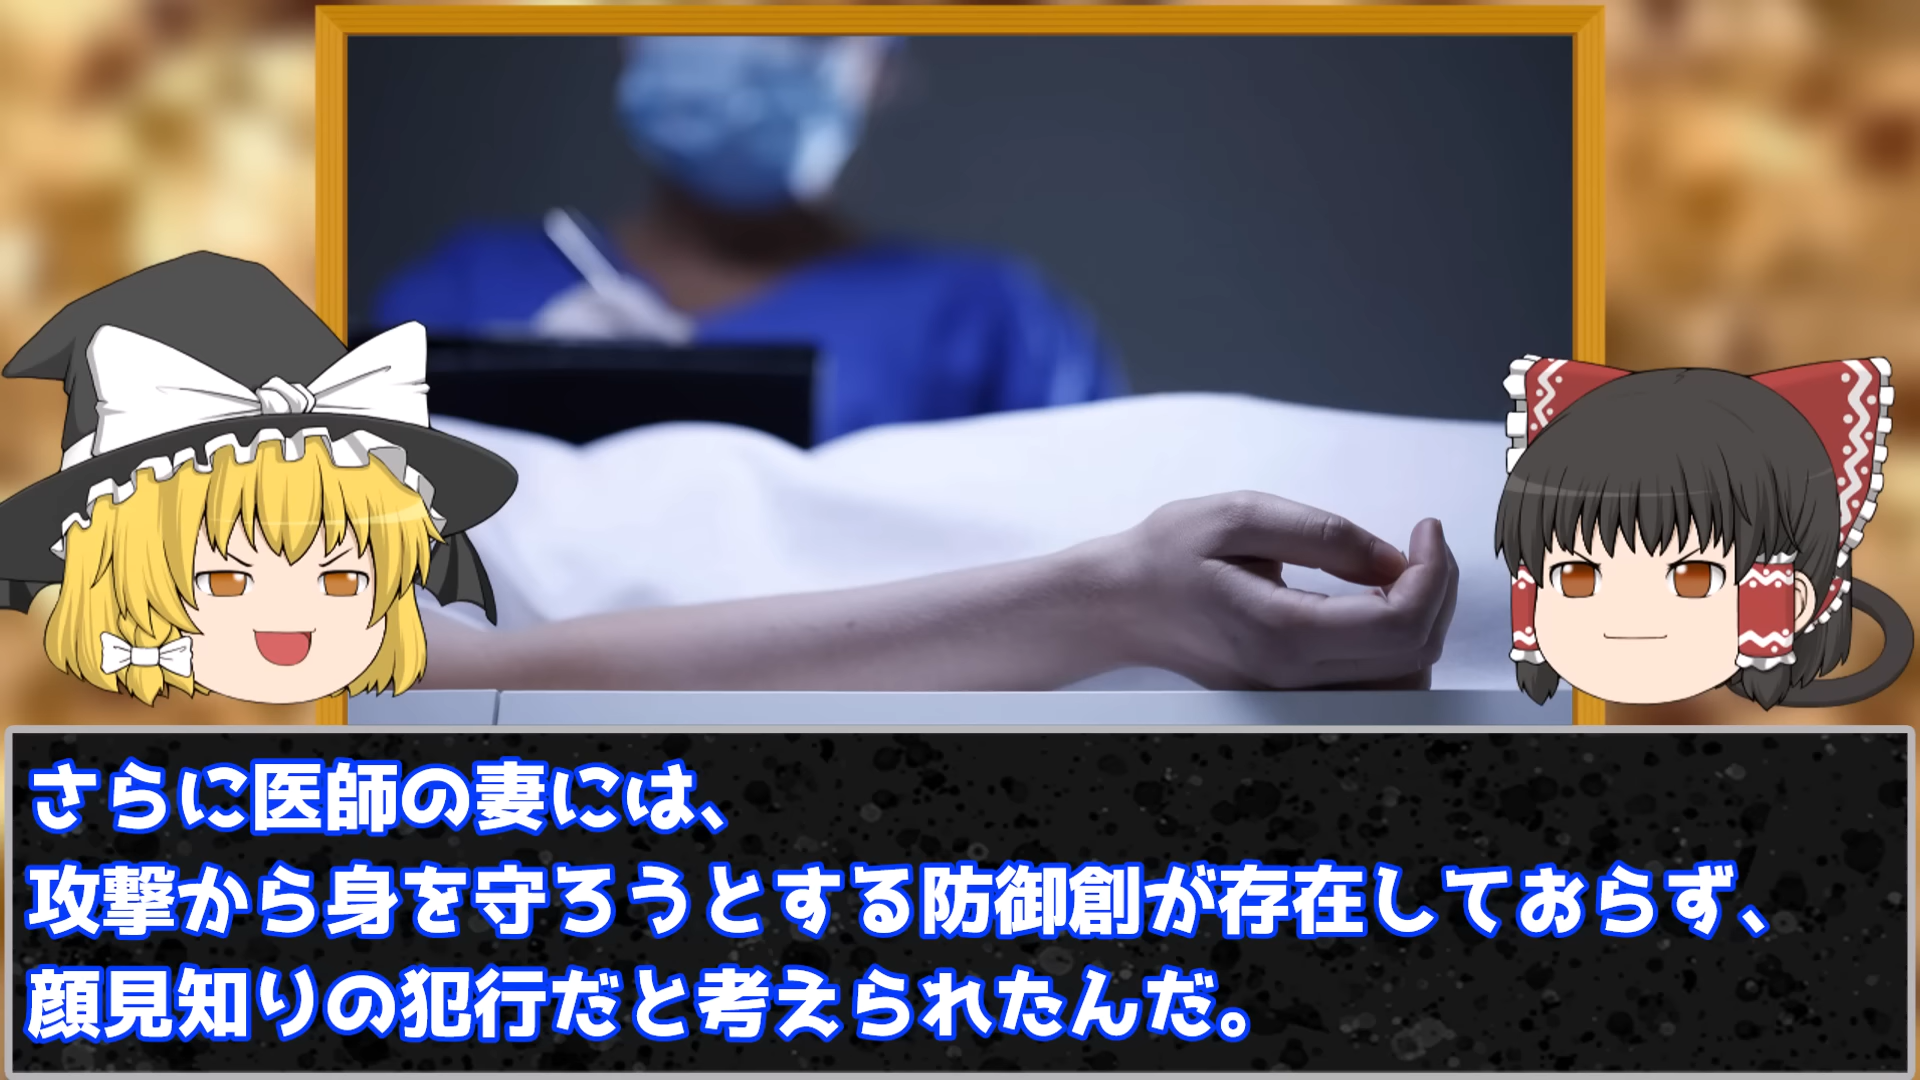 さらに医師の妻には、
攻撃から身を守ろうとする防御創が存在しておらず、
顔見知りの犯行だと考えられたんだ。